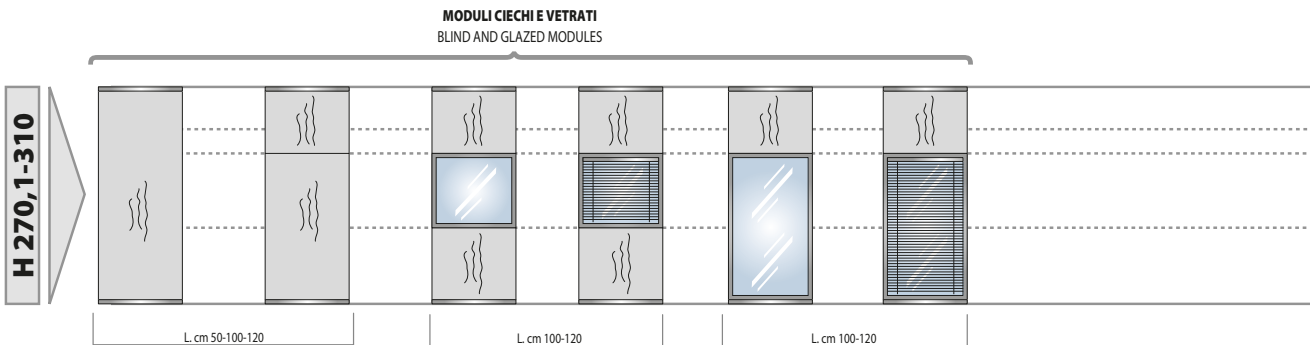 MODULI CIECHI E VETRATI
BLIND AND GLAZED MODULES
H 270,1-310
L. cm 50-100-120
L. cm 100-120
L. cm 100-120